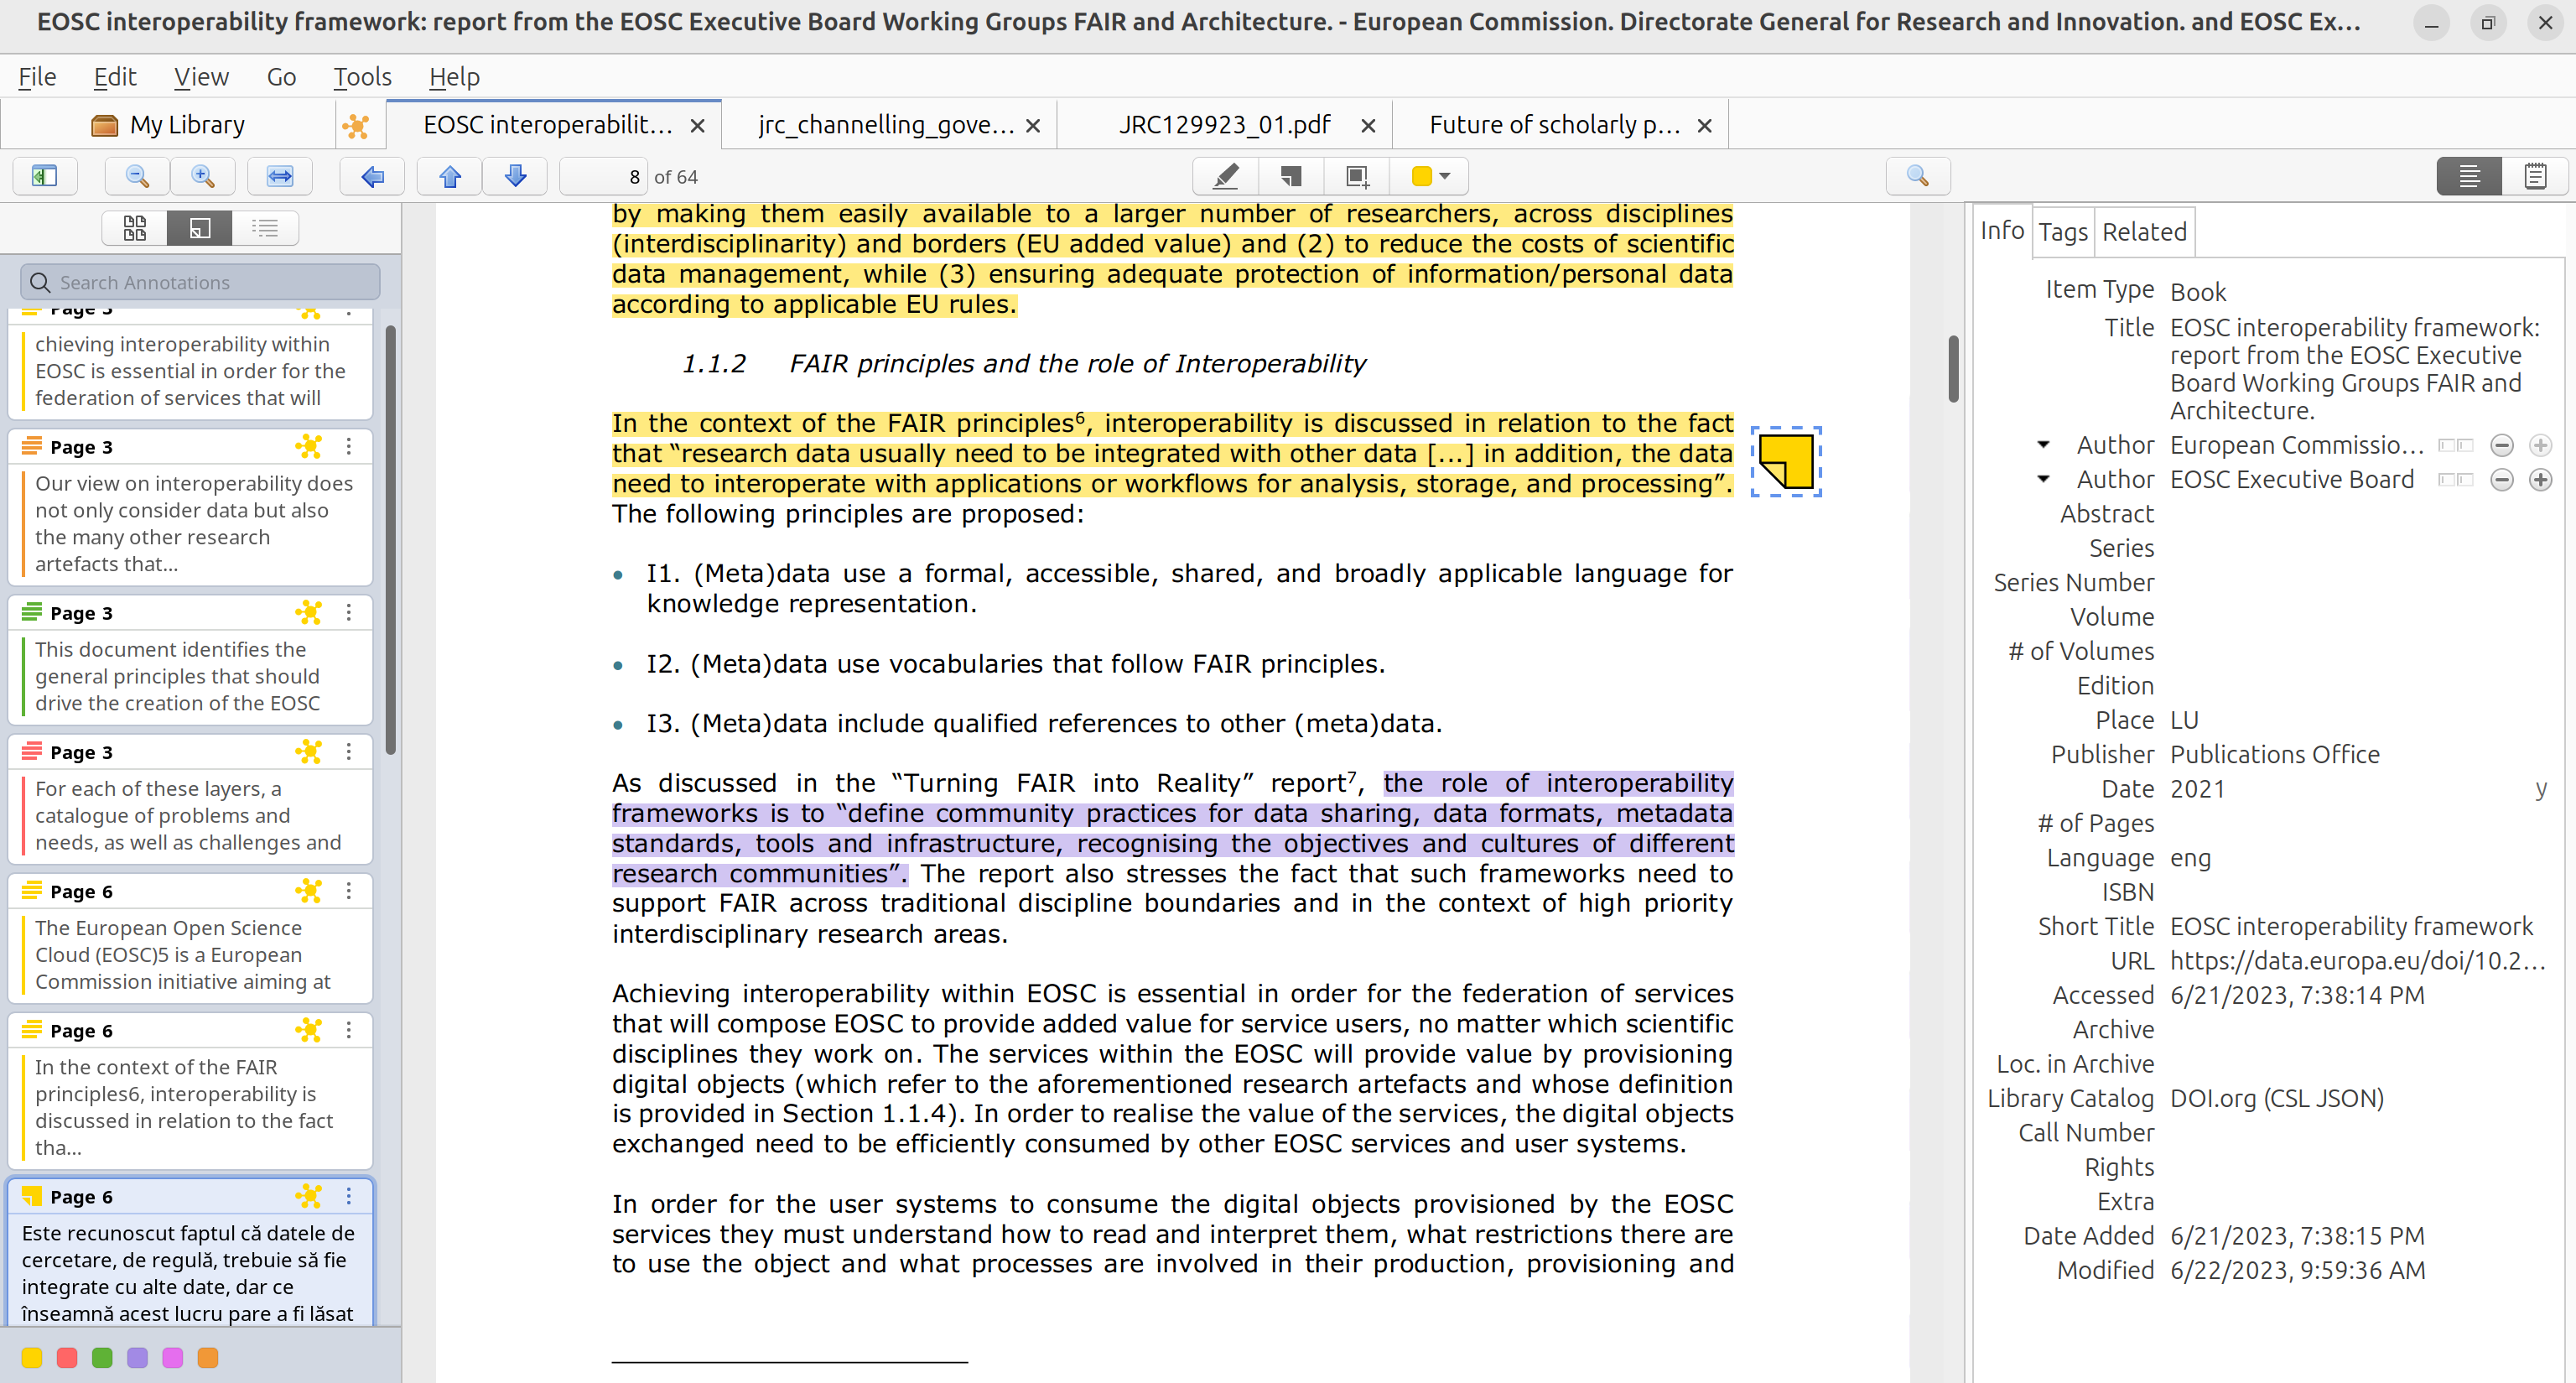 EOSC interoperability framework: report from the EOSC Executive Board Working Groups FAIR and Architecture. - European Commission. Directorate General for Research and Innovation. and EOSC Ex...
File Edit View Go Tools Help
My Library
EOSC interoperabilit...
jrc_channelling_gove...
JRC129923_01.pdf
Future of scholarly p...
8 of 64
Search Annotations
Page 3
chieving interoperability within
EOSC is essential in order for the
federation of services that will
Page 3
Our view on interoperability does
not only consider data but also
the many other research
artefacts that...
Page 3
This document identifies the
general principles that should
drive the creation of the EOSC
Page 3
For each of these layers, a
catalogue of problems and
needs, as well as challenges and
Page 6
The European Open Science
Cloud (EOSC)5 is a European
Commission initiative aiming at
Page 6
In the context of the FAIR
principles6, interoperability is
discussed in relation to the fact
tha...
Page 6
Este recunoscut faptul că datele de
cercetare, de regulă, trebuie să fie
integrate cu alte date, dar ce
înseamnă acest lucru pare a fi lăsat
by making them easily available to a larger number of researchers, across disciplines
(interdisciplinarity) and borders (EU added value) and (2) to reduce the costs of scientific
data management, while (3) ensuring adequate protection of information/personal data
according to applicable EU rules.
1.1.2 FAIR principles and the role of Interoperability
In the context of the FAIR principles⁶, interoperability is discussed in relation to the fact
that “research data usually need to be integrated with other data [...] in addition, the data
need to interoperate with applications or workflows for analysis, storage, and processing”.
The following principles are proposed:
• I1. (Meta)data use a formal, accessible, shared, and broadly applicable language for
knowledge representation.
• I2. (Meta)data use vocabularies that follow FAIR principles.
• I3. (Meta)data include qualified references to other (meta)data.
As discussed in the “Turning FAIR into Reality” report⁷, the role of interoperability
frameworks is to “define community practices for data sharing, data formats, metadata
standards, tools and infrastructure, recognising the objectives and cultures of different
research communities”. The report also stresses the fact that such frameworks need to
support FAIR across traditional discipline boundaries and in the context of high priority
interdisciplinary research areas.
Achieving interoperability within EOSC is essential in order for the federation of services
that will compose EOSC to provide added value for service users, no matter which scientific
disciplines they work on. The services within the EOSC will provide value by provisioning
digital objects (which refer to the aforementioned research artefacts and whose definition
is provided in Section 1.1.4). In order to realise the value of the services, the digital objects
exchanged need to be efficiently consumed by other EOSC services and user systems.
In order for the user systems to consume the digital objects provisioned by the EOSC
services they must understand how to read and interpret them, what restrictions there are
to use the object and what processes are involved in their production, provisioning and
Info Tags Related
Item Type Book
Title EOSC interoperability framework:
report from the EOSC Executive
Board Working Groups FAIR and
Architecture.
Author European Commissio...
Author EOSC Executive Board
Abstract
Series
Series Number
Volume
# of Volumes
Edition
Place LU
Publisher Publications Office
Date 2021 y
# of Pages
Language eng
ISBN
Short Title EOSC interoperability framework
URL https://data.europa.eu/doi/10.2...
Accessed 6/21/2023, 7:38:14 PM
Archive
Loc. in Archive
Library Catalog DOI.org (CSL JSON)
Call Number
Rights
Extra
Date Added 6/21/2023, 7:38:15 PM
Modified 6/22/2023, 9:59:36 AM